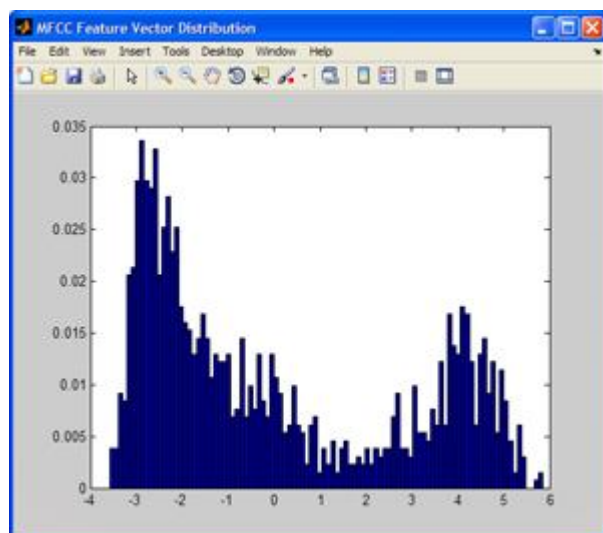 MFCC Feature Vector Distribution
File Edit View Insert Tools Desktop Window Help
0.035
0.03
0.025
0.02
0.015
0.01
0.005
0
-4 -3 -2 -1 0 1 2 3 4 5 6